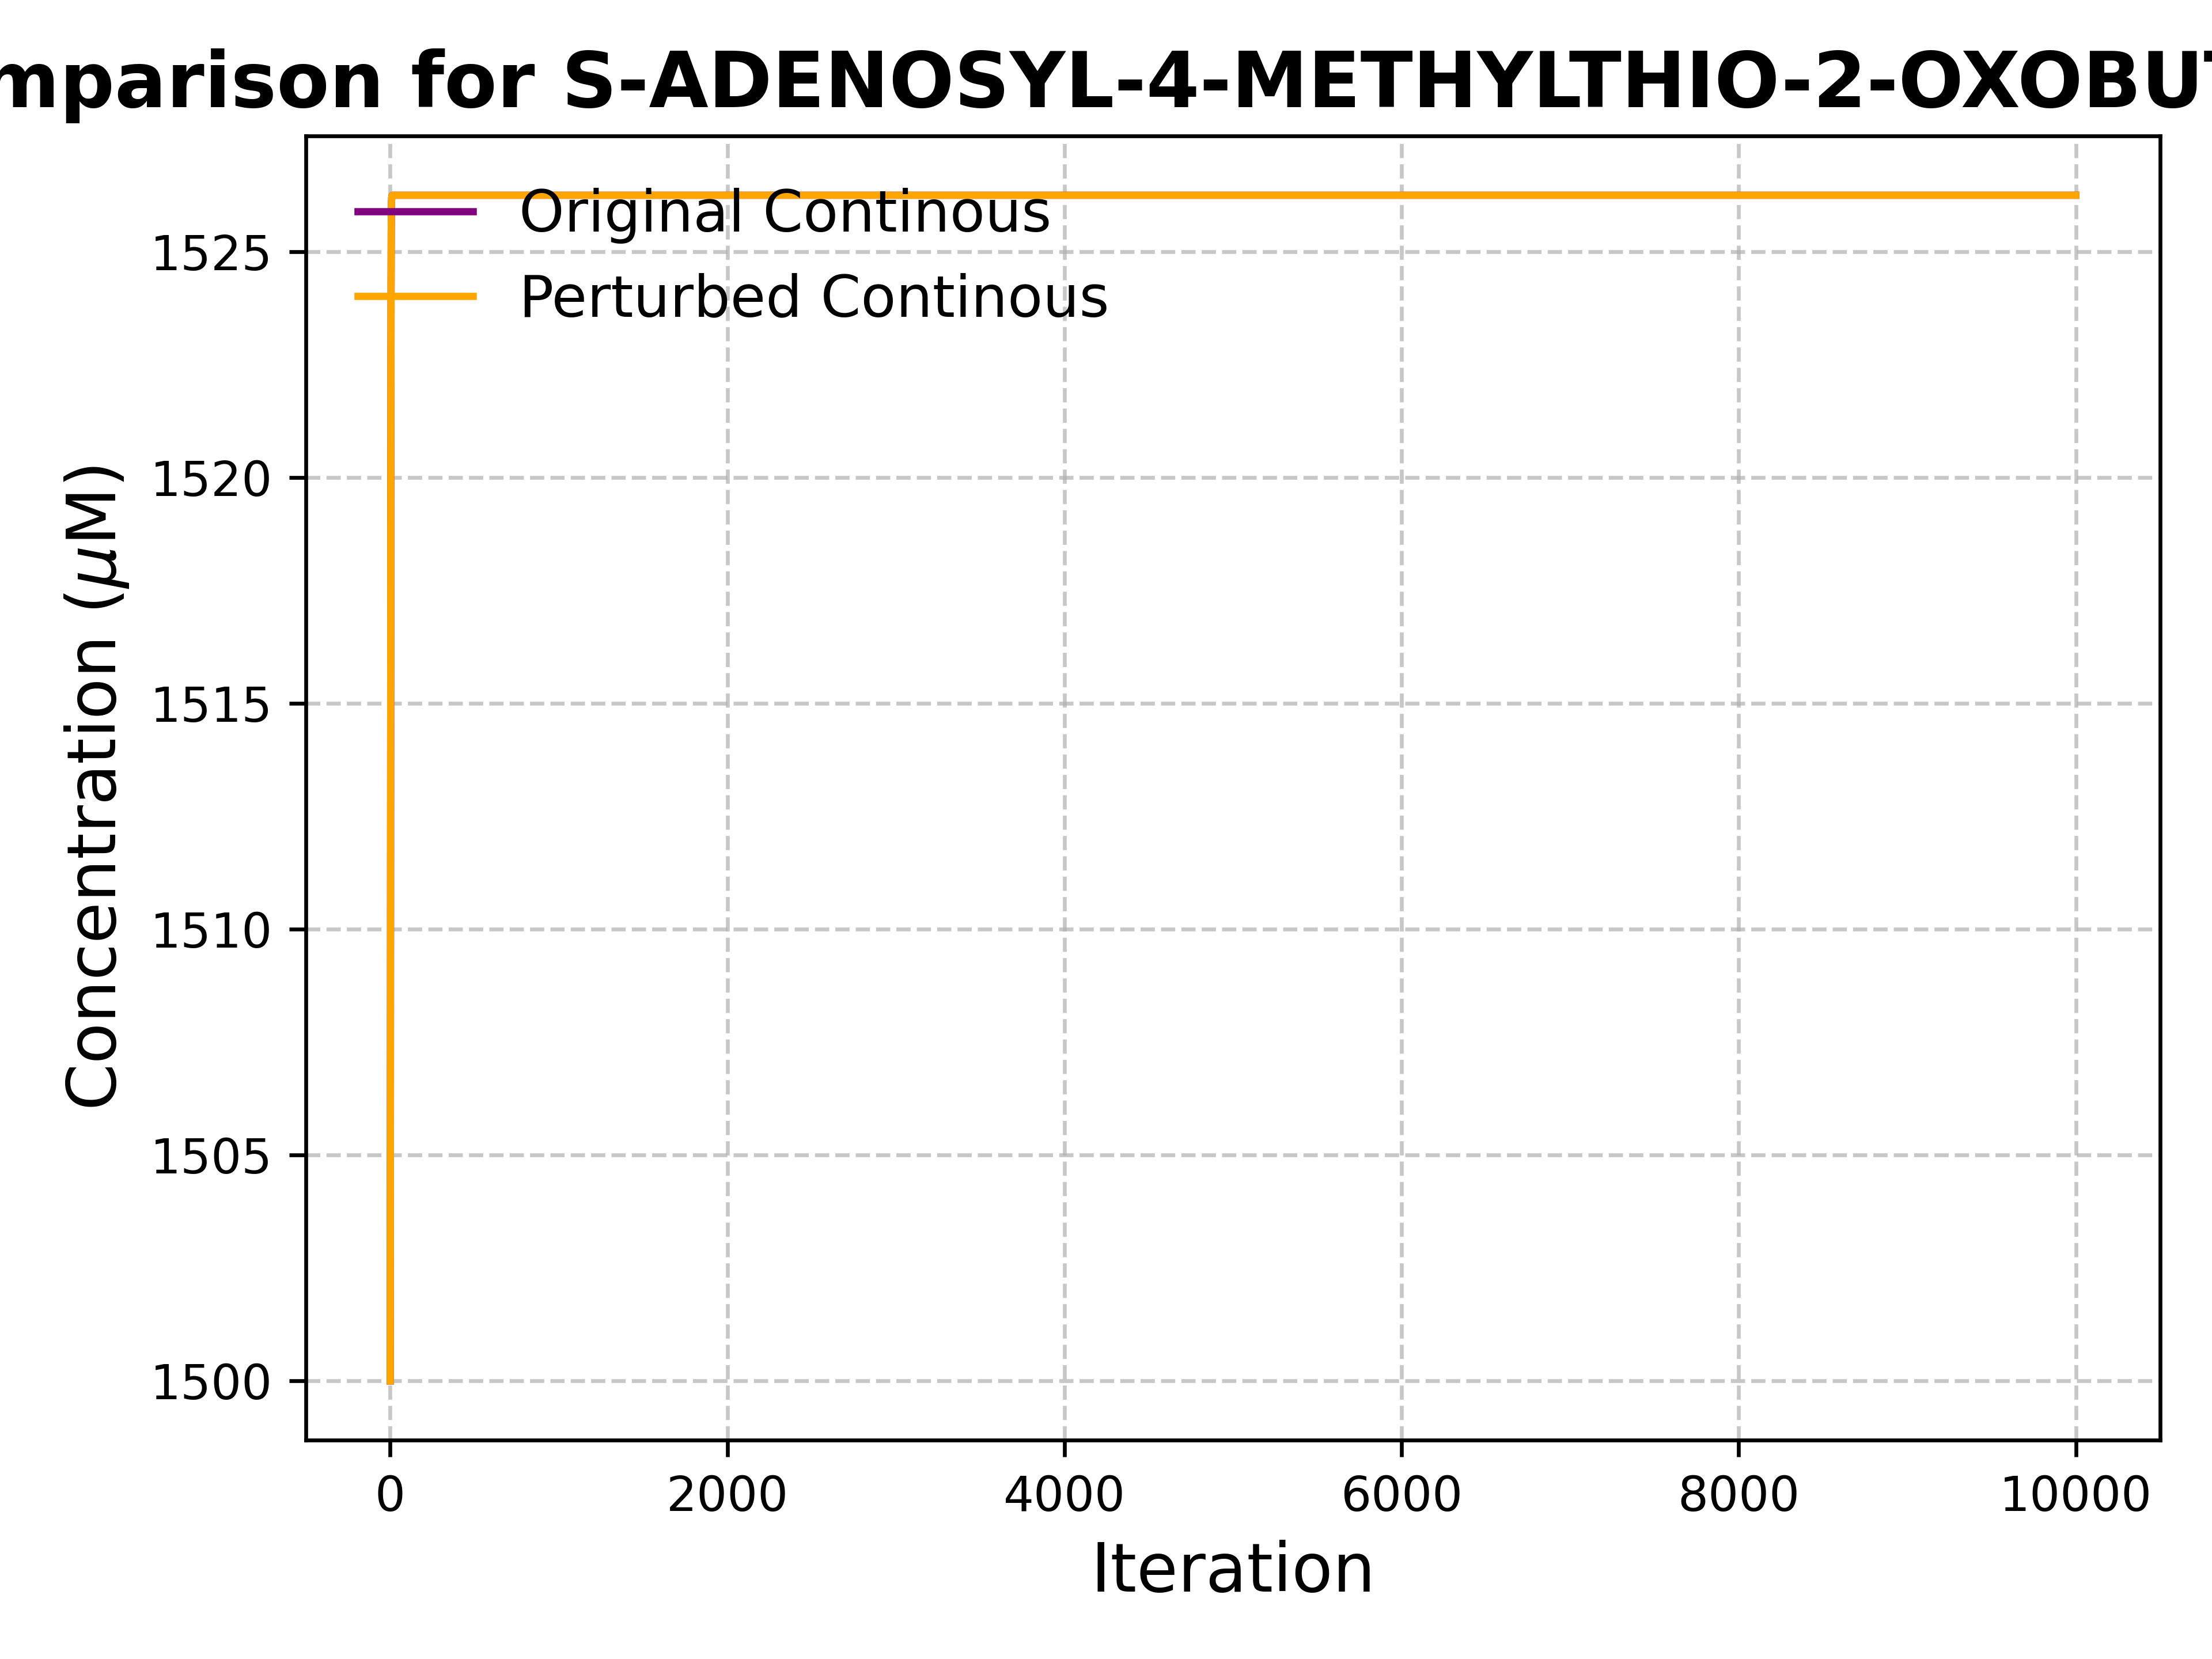 mparison for S-ADENOSYL-4-METHYLTHIO-2-OXOBUT
Original Continous
Perturbed Continous
Concentration (μM)
1525
1520
1515
1510
1505
1500
0 2000 4000 6000 8000 10000
Iteration